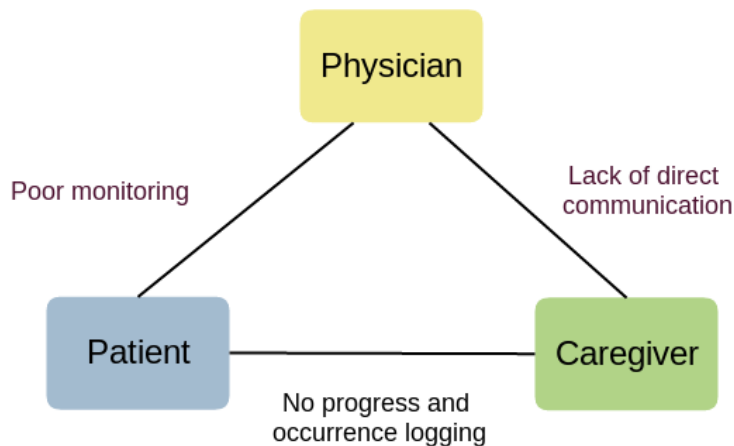 Physician
Poor monitoring
Lack of direct
communication
Patient
Caregiver
No progress and
occurrence logging